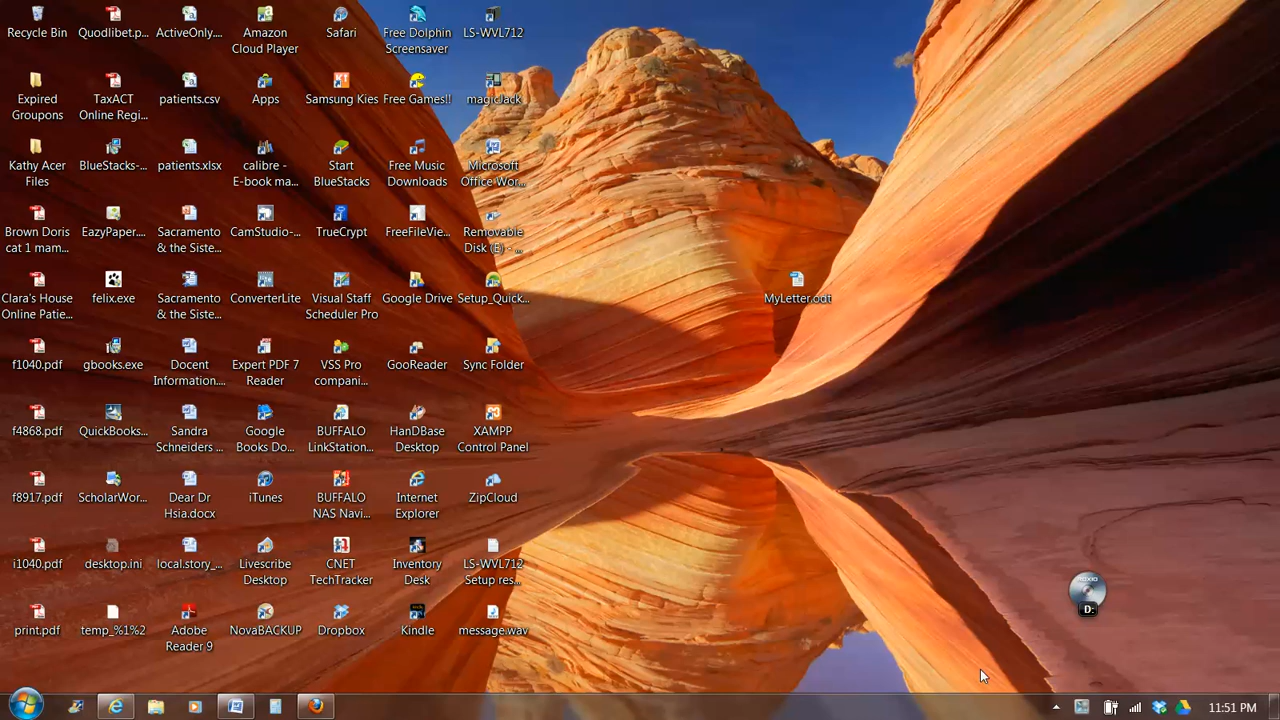 Recycle Bin
Quodlibet.p...
ActiveOnly....
Amazon
Cloud Player
Safari
Free Dolphin
Screensaver
LS-WVL712
Expired
Groupons
TaxACT
Online Regi...
patients.csv
Apps
Samsung Kies
Free Games!!
magicJack
Kathy Acer
Files
BlueStacks-...
patients.xlsx
calibre -
E-book ma...
Start
BlueStacks
Free Music
Downloads
Microsoft
Office Wor...
Brown Doris
cat 1 mam...
EazyPaper....
Sacramento
& the Siste...
CamStudio-...
TrueCrypt
FreeFileVie...
Removable
Disk (E) - ...
Clara's House
Online Patie...
felix.exe
Sacramento
& the Siste...
ConverterLite
Visual Staff
Scheduler Pro
Google Drive
Setup_Quick...
MyLetter.odt
f1040.pdf
gbooks.exe
Docent
Information....
Expert PDF 7
Reader
VSS Pro
compani...
GooReader
Sync Folder
f4868.pdf
QuickBooks...
Sandra
Schneiders ...
Google
Books Do...
BUFFALO
LinkStation...
HanDBase
Desktop
XAMPP
Control Panel
f8917.pdf
ScholarWor...
Dear Dr
Hsia.docx
iTunes
BUFFALO
NAS Navi...
Internet
Explorer
ZipCloud
i1040.pdf
desktop.ini
local.story_...
Livescribe
Desktop
CNET
TechTracker
Inventory
Desk
LS-WVL712
Setup res...
D:
print.pdf
temp_%1%2
Adobe
Reader 9
NovaBACKUP
Dropbox
Kindle
message.wav
11:51 PM